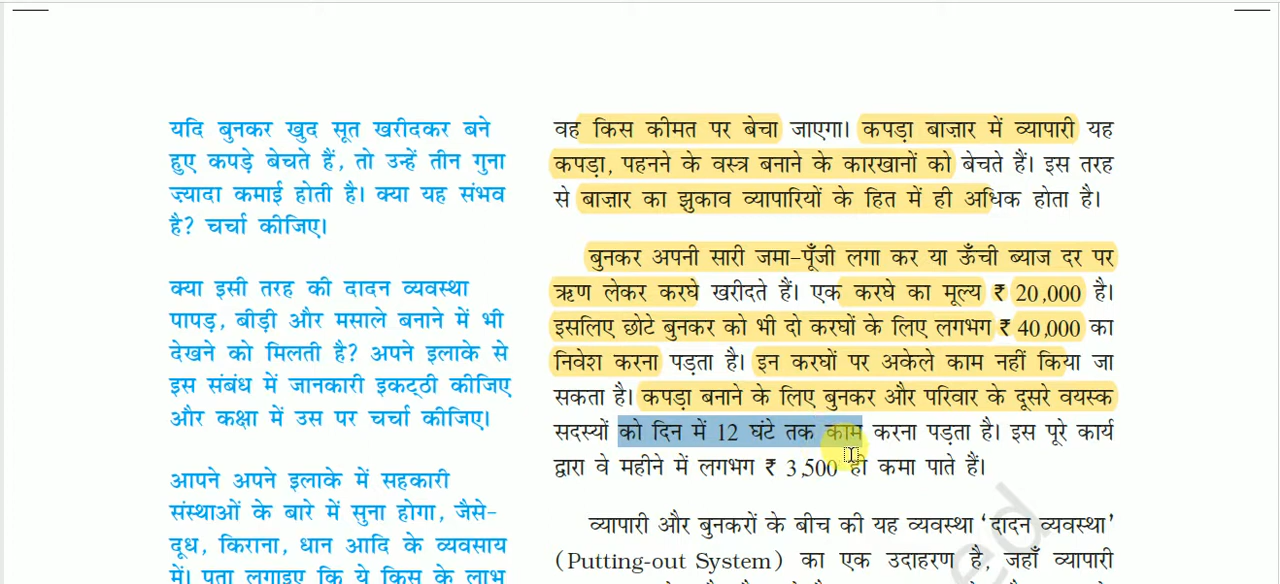 यदि बुनकर खुद सूत खरीदकर बने
हुए कपड़े बेचते हैं, तो उन्हें तीन गुना
ज़्यादा कमाई होती है। क्या यह संभव
है? चर्चा कीजिए।
क्या इसी तरह की दादन व्यवस्था
पापड़, बीड़ी और मसाले बनाने में भी
देखने को मिलती है? अपने इलाके से
इस संबंध में जानकारी इकट्ठी कीजिए
और कक्षा में उस पर चर्चा कीजिए।
आपने अपने इलाके में सहकारी
संस्थाओं के बारे में सुना होगा, जैसे-
दूध, किराना, धान आदि के व्यवसाय
में। पता लगाइए कि ये किस के लाभ
वह किस कीमत पर बेचा जाएगा। कपड़ा बाज़ार में व्यापारी यह
कपड़ा, पहनने के वस्त्र बनाने के कारखानों को बेचते हैं। इस तरह
से बाज़ार का झुकाव व्यापारियों के हित में ही अधिक होता है।
बुनकर अपनी सारी जमा-पूँजी लगा कर या ऊँची ब्याज दर पर
ऋण लेकर करघे खरीदते हैं। एक करघे का मूल्य ₹ 20,000 है।
इसलिए छोटे बुनकर को भी दो करघों के लिए लगभग ₹ 40,000 का
निवेश करना पड़ता है। इन करघों पर अकेले काम नहीं किया जा
सकता है। कपड़ा बनाने के लिए बुनकर और परिवार के दूसरे वयस्क
सदस्यों को दिन में 12 घंटे तक काम करना पड़ता है। इस पूरे कार्य
द्वारा वे महीने में लगभग ₹ 3,500 ही कमा पाते हैं।
व्यापारी और बुनकरों के बीच की यह व्यवस्था ‘दादन व्यवस्था’
(Putting-out System) का एक उदाहरण है, जहाँ व्यापारी